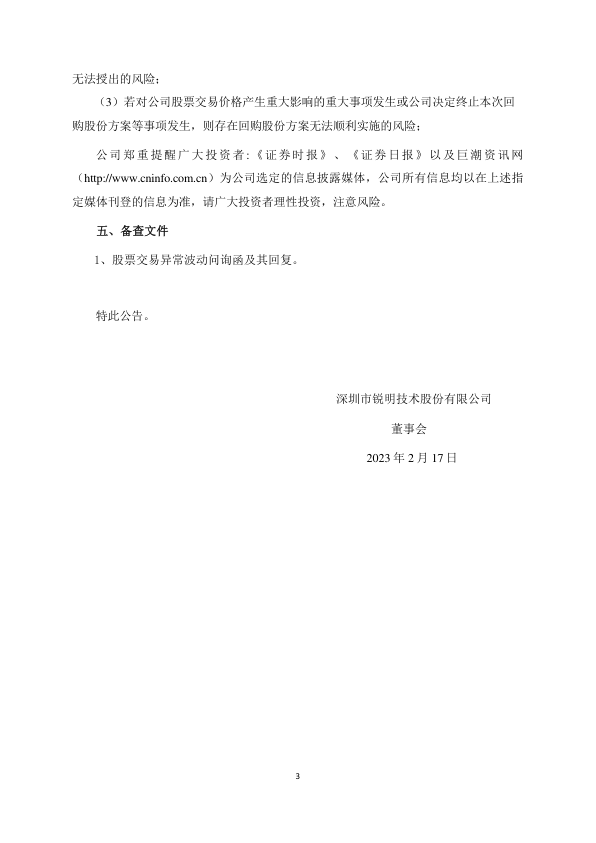 无法授出的风险；
（3）若对公司股票交易价格产生重大影响的重大事项发生或公司决定终止本次回
购股份方案等事项发生，则存在回购股份方案无法顺利实施的风险；
公司郑重提醒广大投资者:《证券时报》、《证券日报》以及巨潮资讯网
（http://www.cninfo.com.cn）为公司选定的信息披露媒体，公司所有信息均以在上述指
定媒体刊登的信息为准，请广大投资者理性投资，注意风险。
五、备查文件
1、股票交易异常波动问询函及其回复。
特此公告。
深圳市锐明技术股份有限公司
董事会
2023 年 2 月 17 日
3